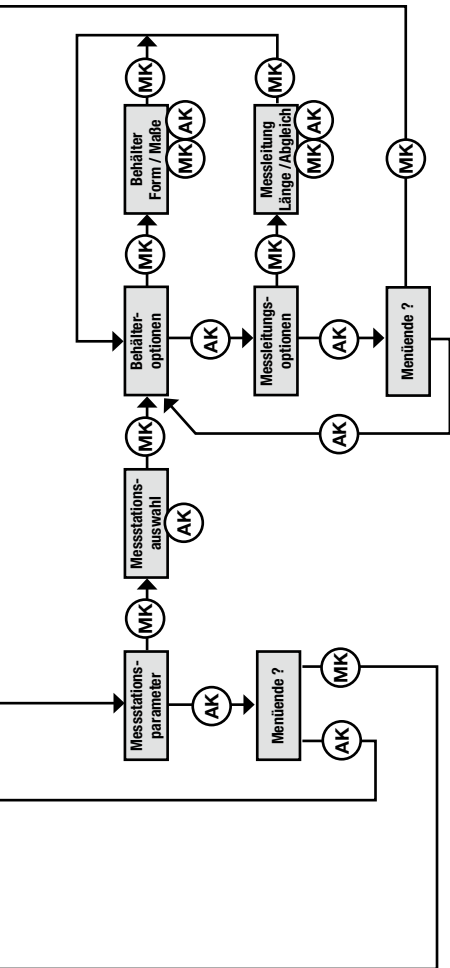 Messstations-
parameter
MK
Messstations-
auswahl
AK
MK
Behälter-
optionen
MK
Behälter
Form / Maße
MK
AK
MK
AK
Messleitungs-
optionen
MK
Messleitung
Länge / Abgleich
MK
AK
MK
AK
Menüende ?
MK
AK
AK
Menüende ?
AK
MK